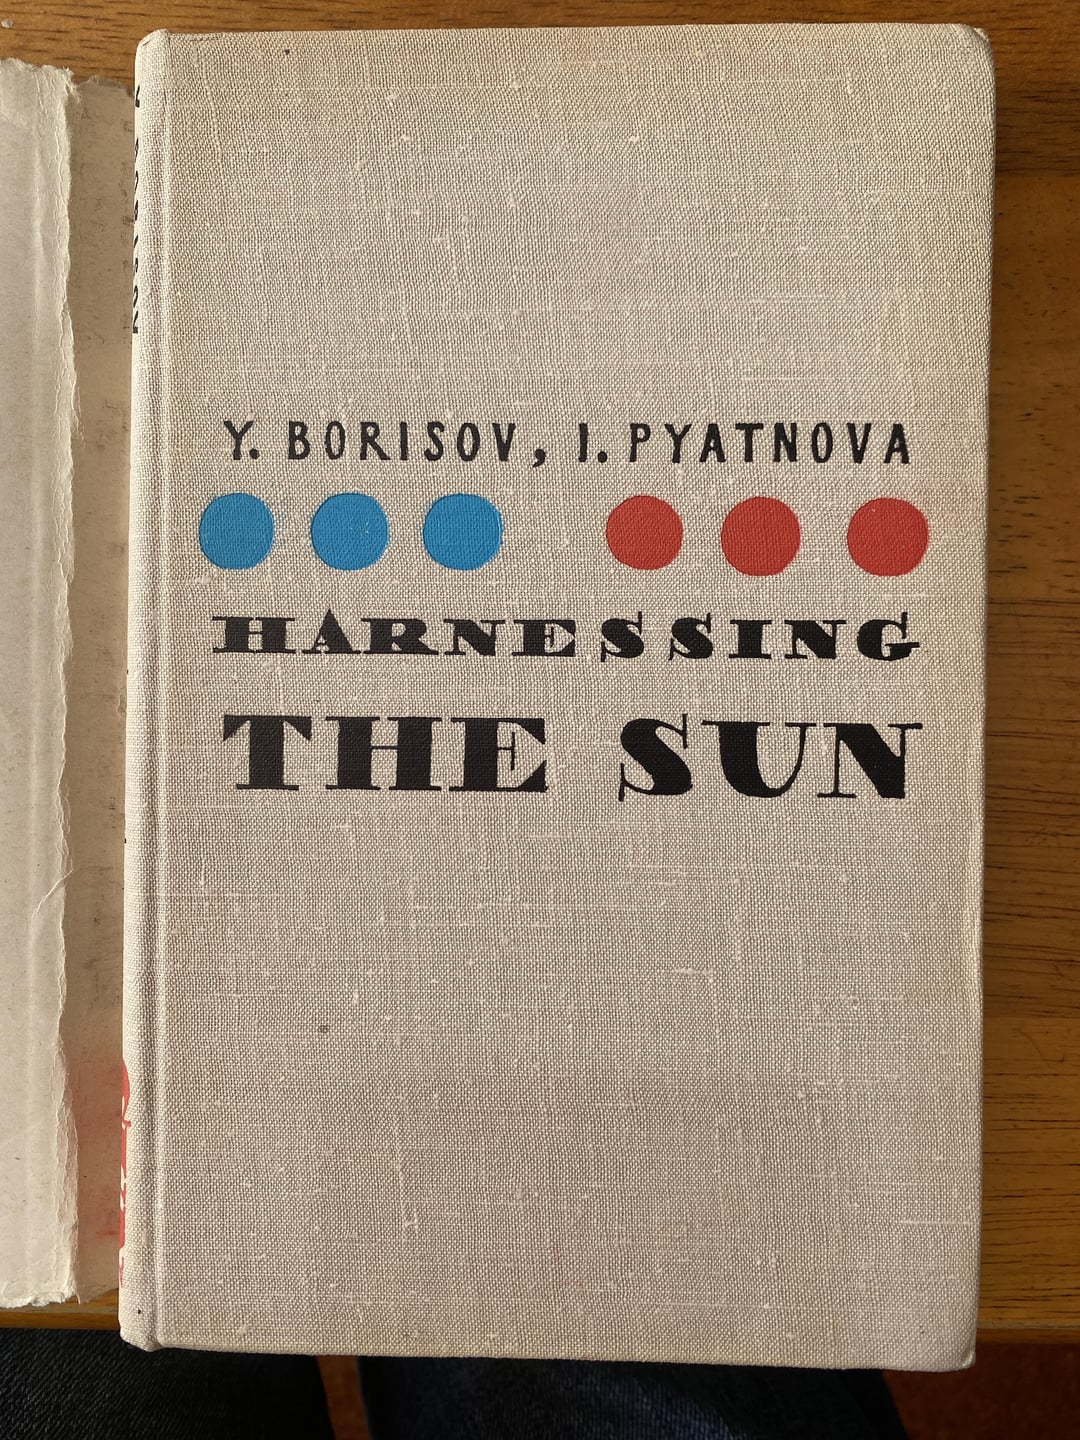 Y. BORISOV, I. PYATNOVA
HARNESSING
THE SUN